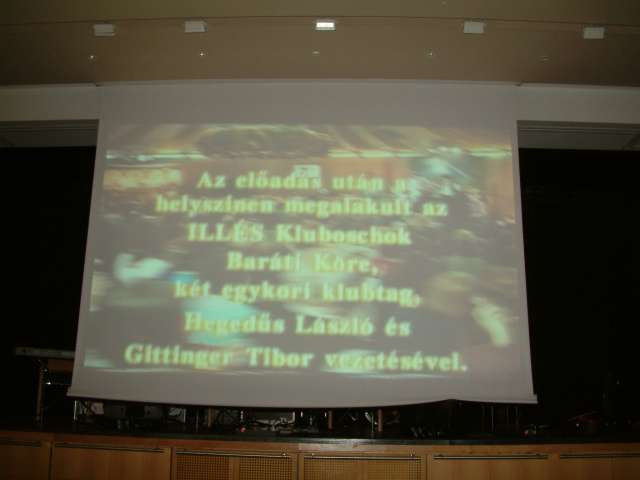 Az előadás után a
helyszínen megalakult az
ILLÉS Kluboschok
Baráti Köre,
két egykori klubtag,
Hegedűs László és
Gittinger Tibor vezetésével.